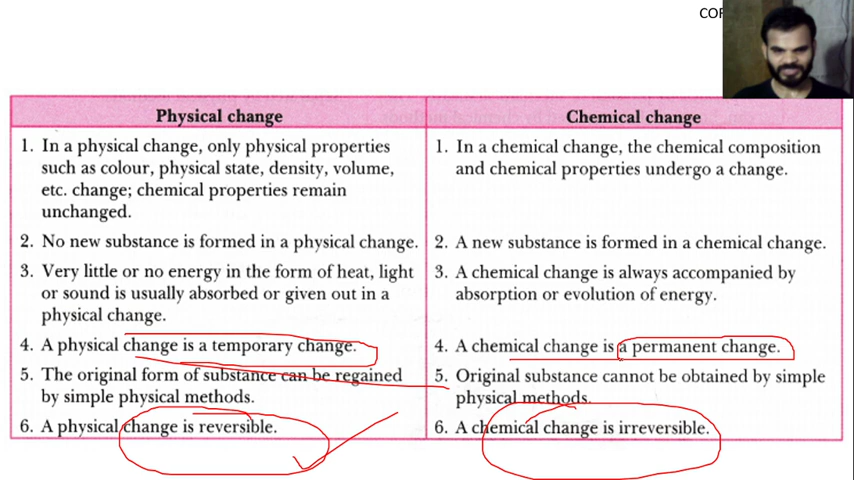 COR
Physical change
Chemical change
1. In a physical change, only physical properties
such as colour, physical state, density, volume,
etc. change; chemical properties remain
unchanged.
1. In a chemical change, the chemical composition
and chemical properties undergo a change.
2. No new substance is formed in a physical change.
2. A new substance is formed in a chemical change.
3. Very little or no energy in the form of heat, light
or sound is usually absorbed or given out in a
physical change.
3. A chemical change is always accompanied by
absorption or evolution of energy.
4. A physical change is a temporary change.
4. A chemical change is a permanent change.
5. The original form of substance can be regained
by simple physical methods.
5. Original substance cannot be obtained by simple
physical methods.
6. A physical change is reversible.
6. A chemical change is irreversible.